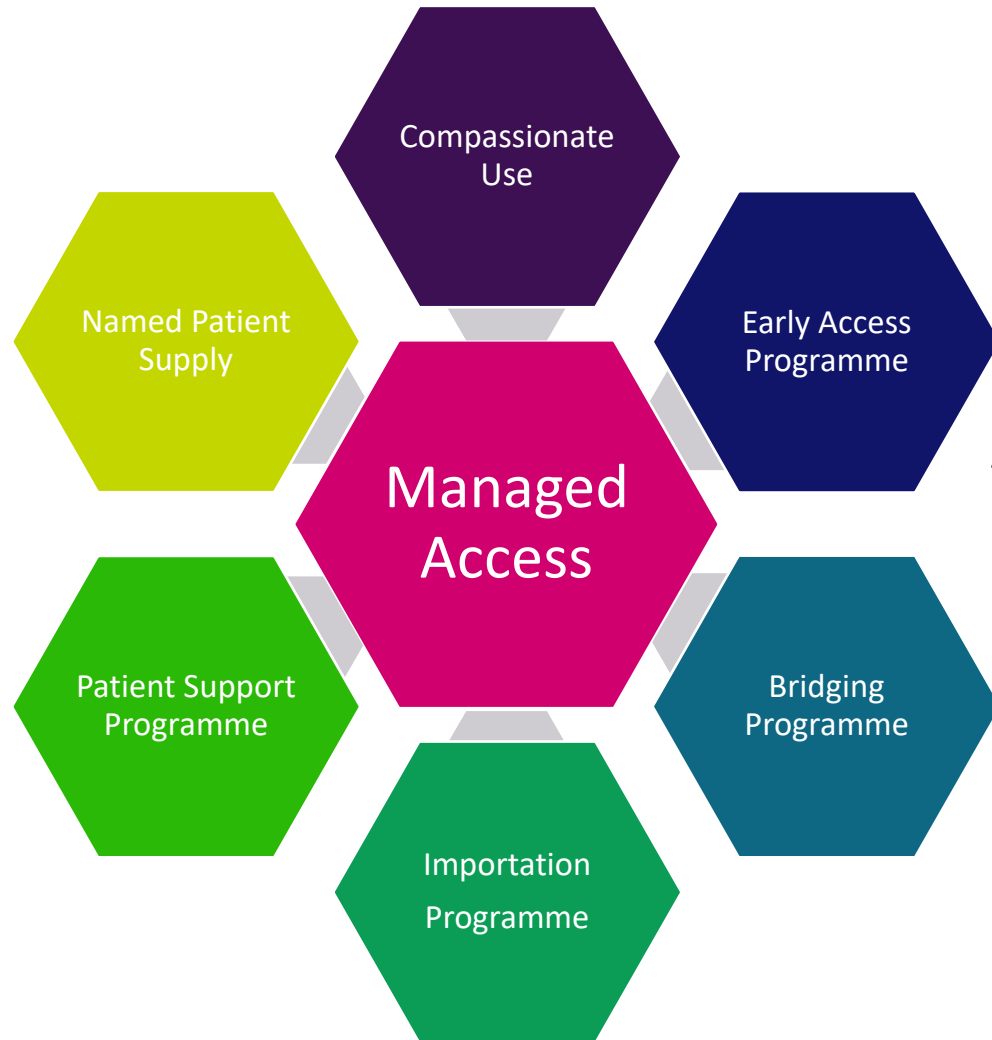 Compassionate
Use
Named Patient
Supply
Early Access
Programme
Managed
Access
Patient Support
Programme
Bridging
Programme
Importation
Programme